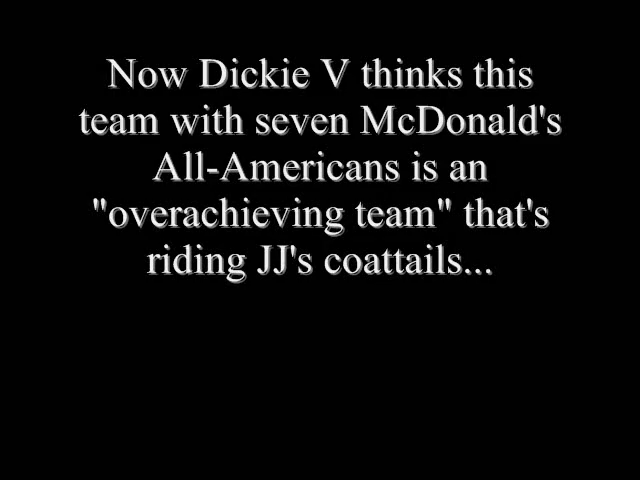 Now Dickie V thinks this
team with seven McDonald's
All-Americans is an
"overachieving team" that's
riding JJ's coattails...